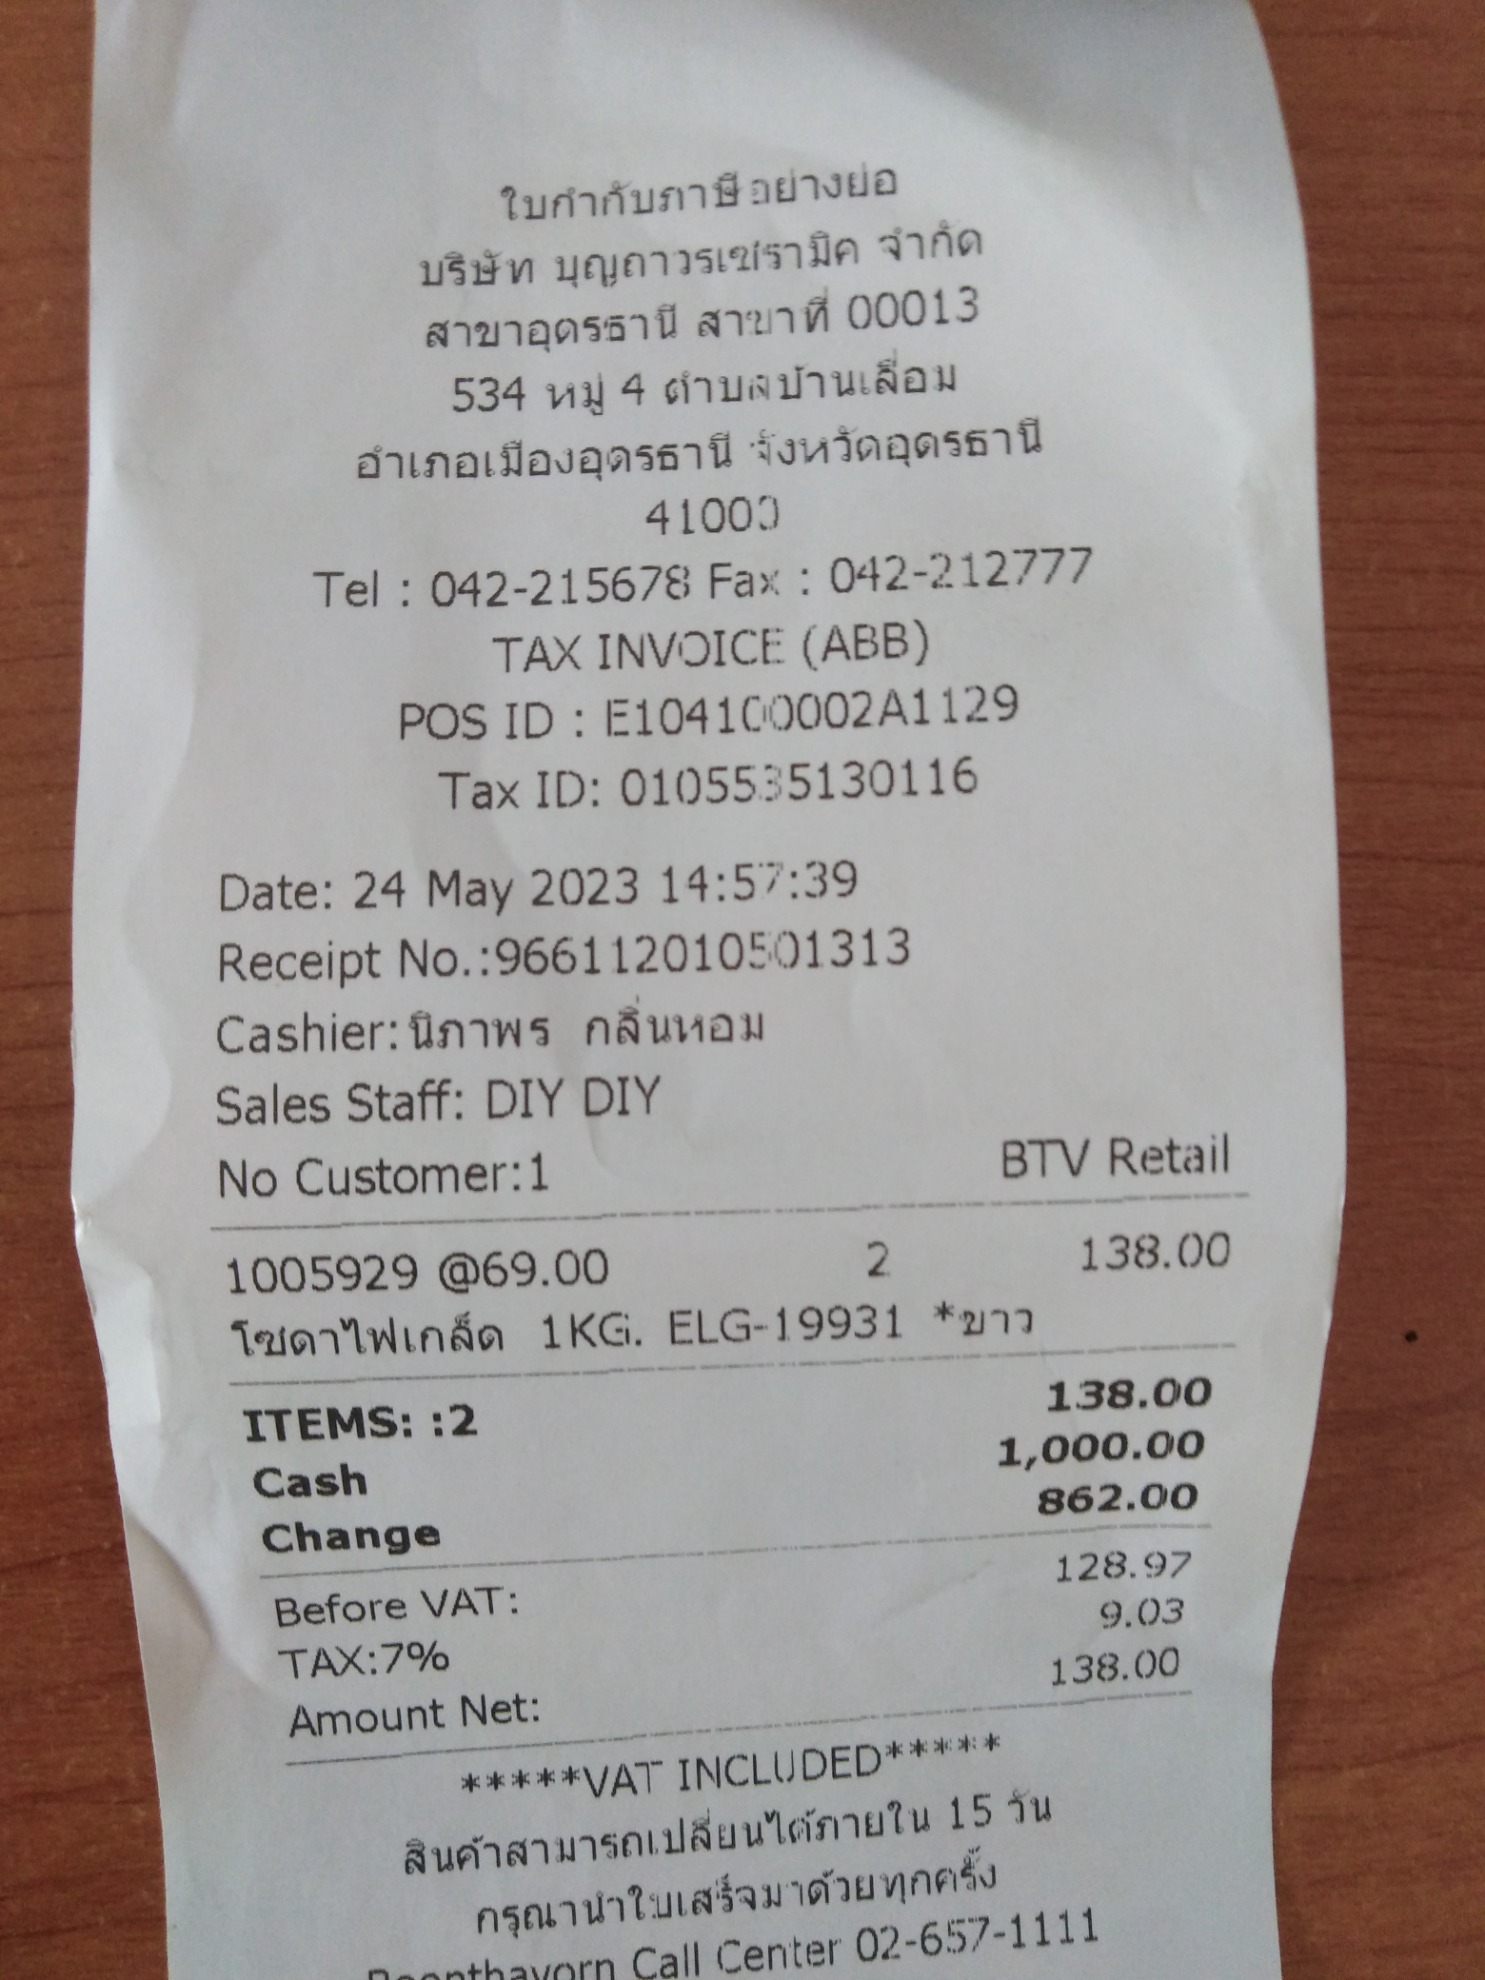 ใบกำกับภาษีอย่างย่อ
บริษัท บุญถาวรเซรามิค จำกัด
สาขาอุดรธานี สาขาที่ 00013
534 หมู่ 4 ตำบลบ้านเลื่อม
อำเภอเมืองอุดรธานี จังหวัดอุดรธานี
41000
Tel : 042-215678 Fax : 042-212777
TAX INVOICE (ABB)
POS ID : E104100002A1129
Tax ID: 0105535130116
Date: 24 May 2023 14:57:39
Receipt No.:966112010501313
Cashier:นิภาพร กลิ่นหอม
Sales Staff: DIY DIY
No Customer:1 BTV Retail
1005929 @69.00 2 138.00
โซดาไฟเกล็ด 1KG. ELG-19931 *ขาว
ITEMS: :2 138.00
Cash 1,000.00
Change 862.00
Before VAT: 128.97
TAX:7% 9.03
Amount Net: 138.00
*****VAT INCLUDED*****
สินค้าสามารถเปลี่ยนได้ภายใน 15 วัน
กรุณานำใบเสร็จมาด้วยทุกครั้ง
Boonthavorn Call Center 02-657-1111